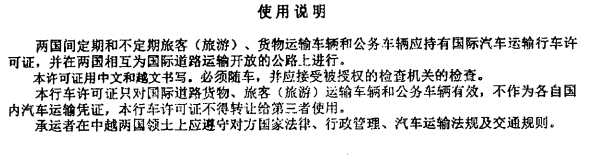 使用说明
两国间定期和不定期旅客（旅游）、货物运输车辆和公务车辆应持有国际汽车运输行车许
可证，并在两国相互为国际道路运输开放的公路上进行。
本许可证用中文和越文书写。必须随车，并应接受被授权的检查机关的检查。
本行车许可证只对国际道路货物、旅客（旅游）运输车辆和公务车辆有效，不作为各自国
内汽车运输凭证，本行车许可证不得转让给第三者使用。
承运者在中越两国领土上应遵守对方国家法律、行政管理、汽车运输法规及交通规则。